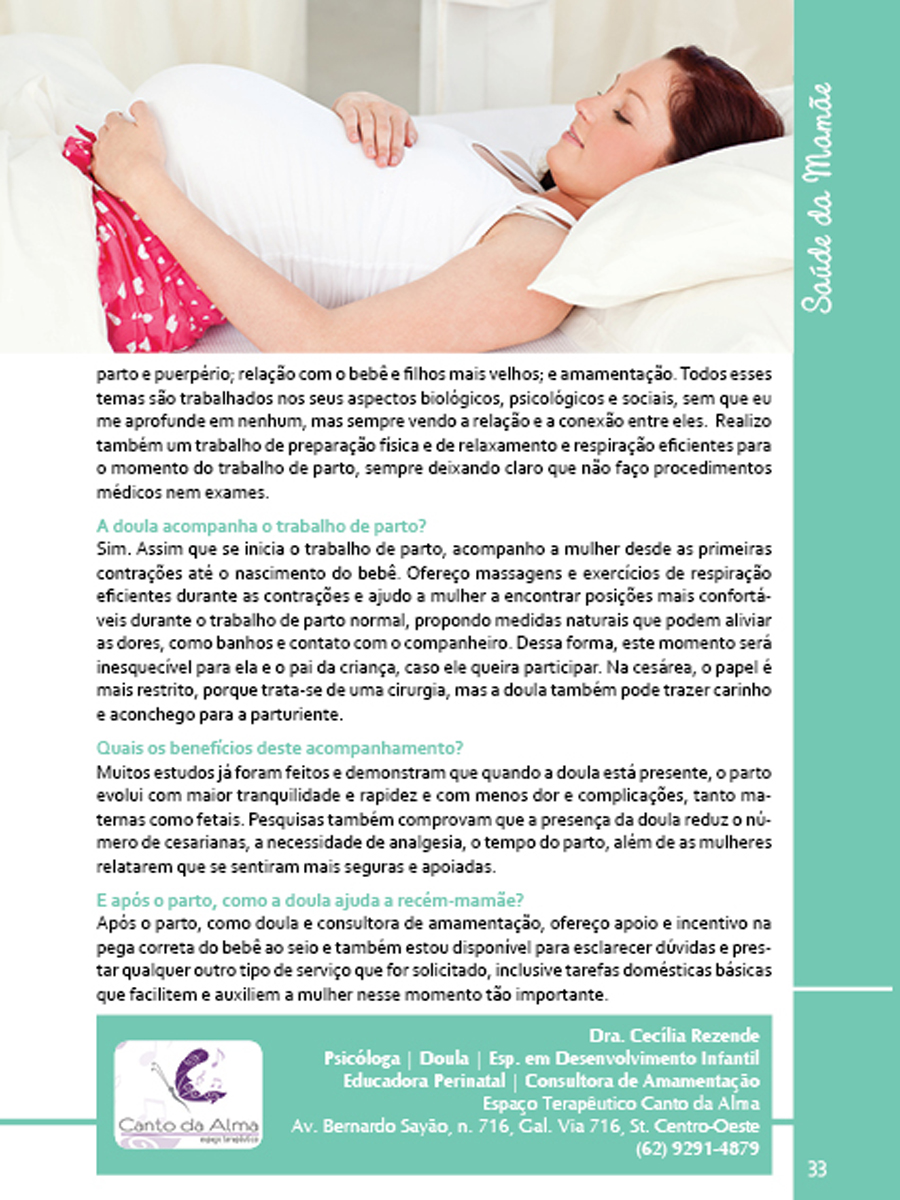 Saúde da Mamãe
parto e puerpério; relação com o bebê e filhos mais velhos; e amamentação. Todos esses
temas são trabalhados nos seus aspectos biológicos, psicológicos e sociais, sem que eu
me aprofunde em nenhum, mas sempre vendo a relação e a conexão entre eles. Realizo
também um trabalho de preparação física e de relaxamento e respiração eficientes para
o momento do trabalho de parto, sempre deixando claro que não faço procedimentos
médicos nem exames.
A doula acompanha o trabalho de parto?
Sim. Assim que se inicia o trabalho de parto, acompanho a mulher desde as primeiras
contrações até o nascimento do bebê. Ofereço massagens e exercícios de respiração
eficientes durante as contrações e ajudo a mulher a encontrar posições mais confortá-
veis durante o trabalho de parto normal, propondo medidas naturais que podem aliviar
as dores, como banhos e contato com o companheiro. Dessa forma, este momento será
inesquecível para ela e o pai da criança, caso ele queira participar. Na cesárea, o papel é
mais restrito, porque trata-se de uma cirurgia, mas a doula também pode trazer carinho
e aconchego para a parturiente.
Quais os benefícios deste acompanhamento?
Muitos estudos já foram feitos e demonstram que quando a doula está presente, o parto
evolui com maior tranquilidade e rapidez e com menos dor e complicações, tanto ma-
ternas como fetais. Pesquisas também comprovam que a presença da doula reduz o nú-
mero de cesarianas, a necessidade de analgesia, o tempo do parto, além de as mulheres
relatarem que se sentiram mais seguras e apoiadas.
E após o parto, como a doula ajuda a recém-mamãe?
Após o parto, como doula e consultora de amamentação, ofereço apoio e incentivo na
pega correta do bebê ao seio e também estou disponível para esclarecer dúvidas e pres-
tar qualquer outro tipo de serviço que for solicitado, inclusive tarefas domésticas básicas
que facilitem e auxiliem a mulher nesse momento tão importante.
Canto da Alma
espaço terapêutico
Dra. Cecília Rezende
Psicóloga | Doula | Esp. em Desenvolvimento Infantil
Educadora Perinatal | Consultora de Amamentação
Espaço Terapêutico Canto da Alma
Av. Bernardo Sayão, n. 716, Gal. Via 716, St. Centro-Oeste
(62) 9291-4879
33